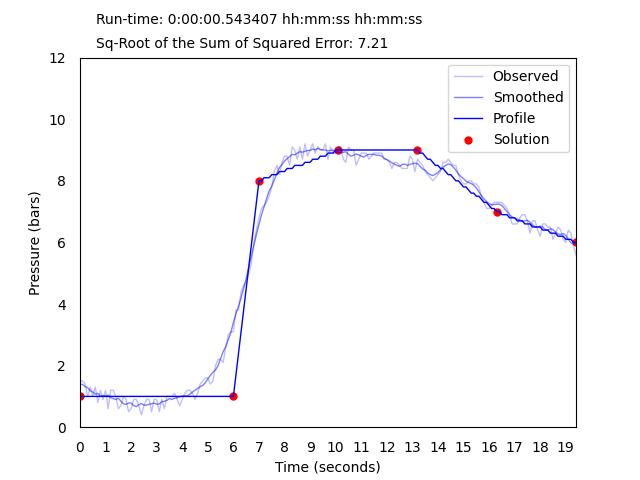 Run-time: 0:00:00.543407 hh:mm:ss hh:mm:ss
Sq-Root of the Sum of Squared Error: 7.21
12
10
8
6
4
2
0
Pressure (bars)
Observed
Smoothed
Profile
Solution
0 1 2 3 4 5 6 7 8 9 10 11 12 13 14 15 16 17 18 19
Time (seconds)